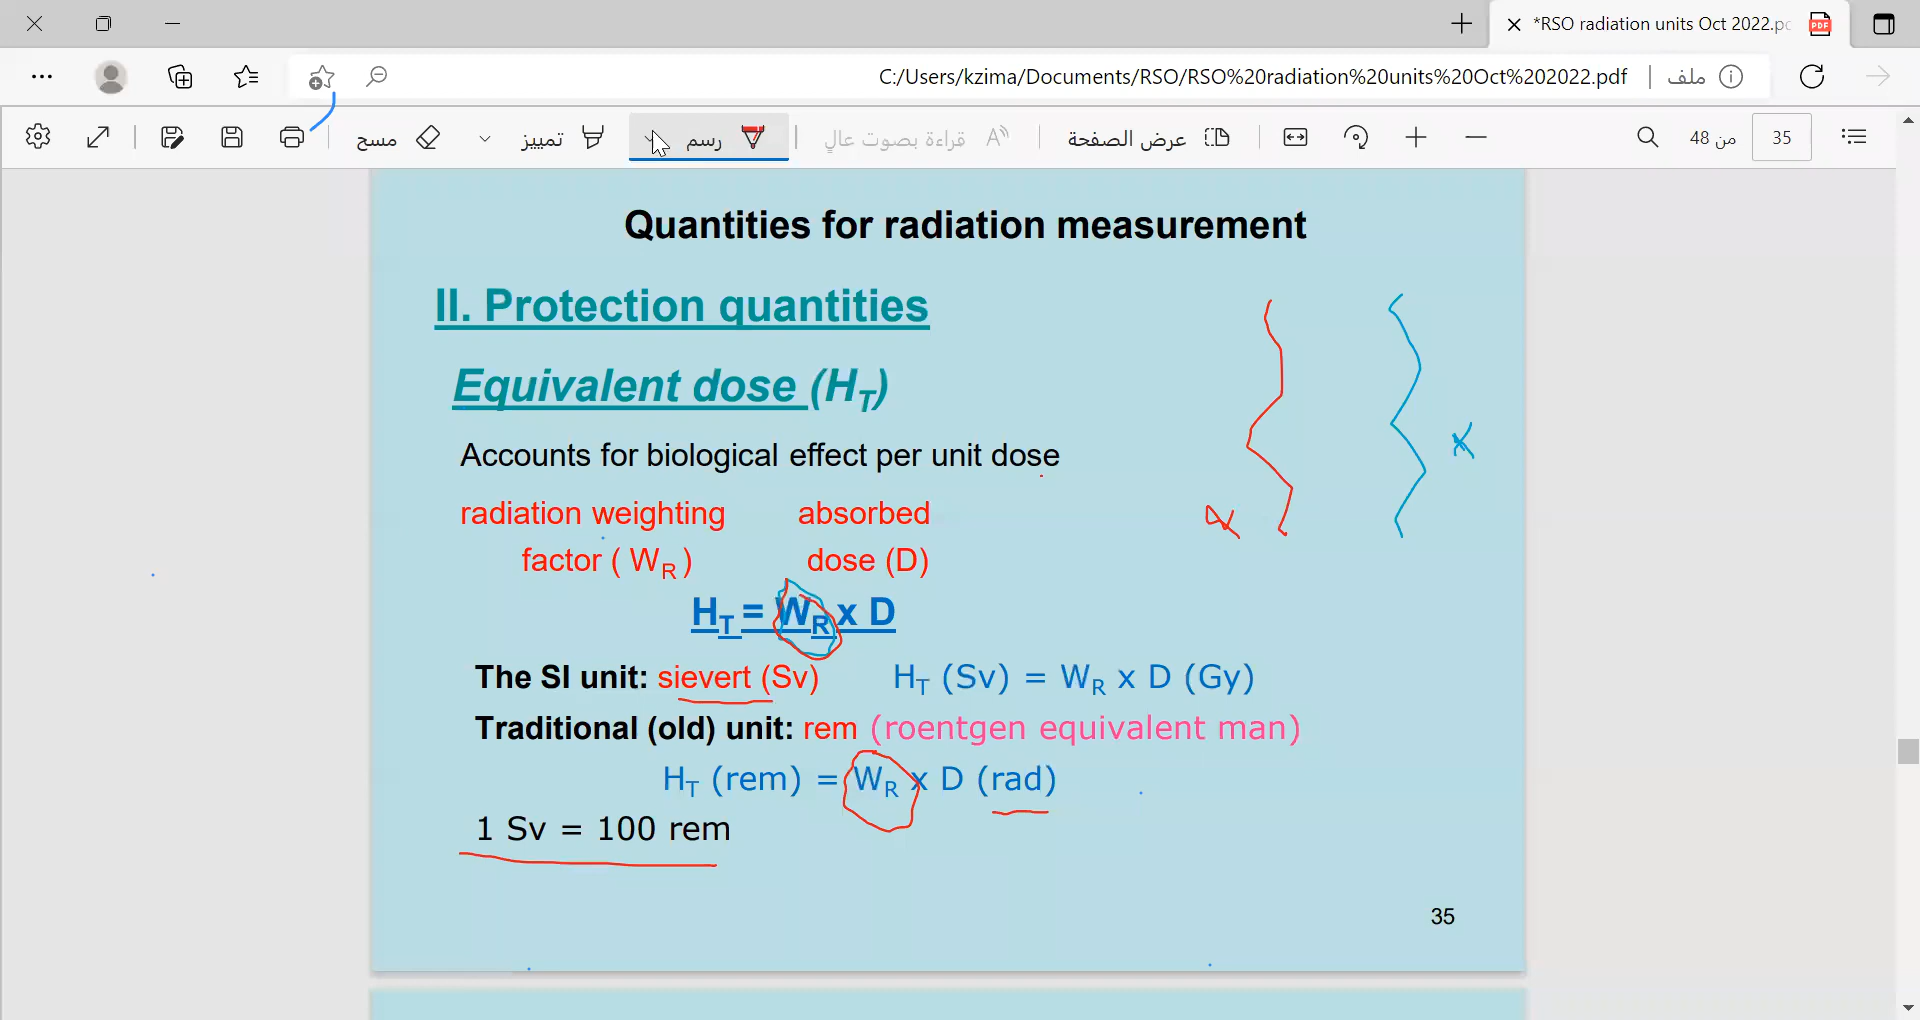 *RSO radiation units Oct 2022.pc
PDF
C:/Users/kzima/Documents/RSO/RSO%20radiation%20units%20Oct%202022.pdf
ملف
35
من 48
عرض الصفحة
قراءة بصوت عالٍ
رسم
تمييز
مسح
Quantities for radiation measurement
II. Protection quantities
Equivalent dose (HT)
Accounts for biological effect per unit dose
radiation weighting absorbed
factor ( WR ) dose (D)
HT = WR x D
The SI unit: sievert (Sv) HT (Sv) = WR x D (Gy)
Traditional (old) unit: rem (roentgen equivalent man)
HT (rem) = WR x D (rad)
1 Sv = 100 rem
α
x
35